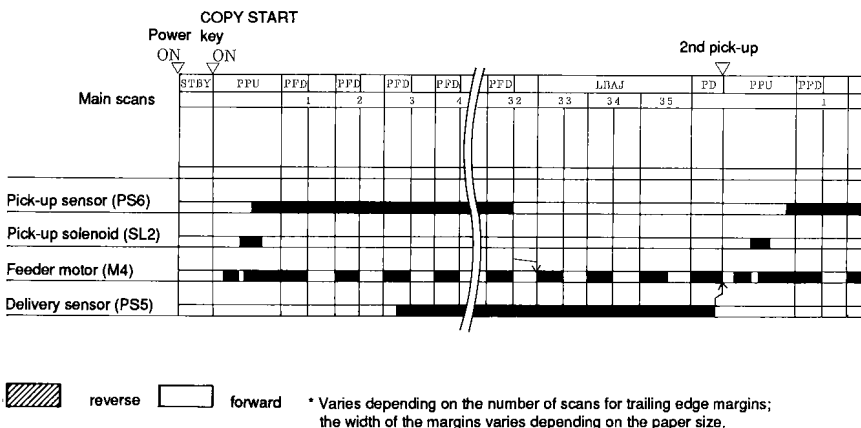 COPY START
Power key
ON ON
2nd pick-up
STBY PPU PFD PFD PFD PFD PFD LBAJ PD PPU PFD
Main scans 1 2 3 4 32 33 34 35 1
Pick-up sensor (PS6)
Pick-up solenoid (SL2)
Feeder motor (M4)
Delivery sensor (PS5)
reverse forward * Varies depending on the number of scans for trailing edge margins;
the width of the margins varies depending on the paper size.